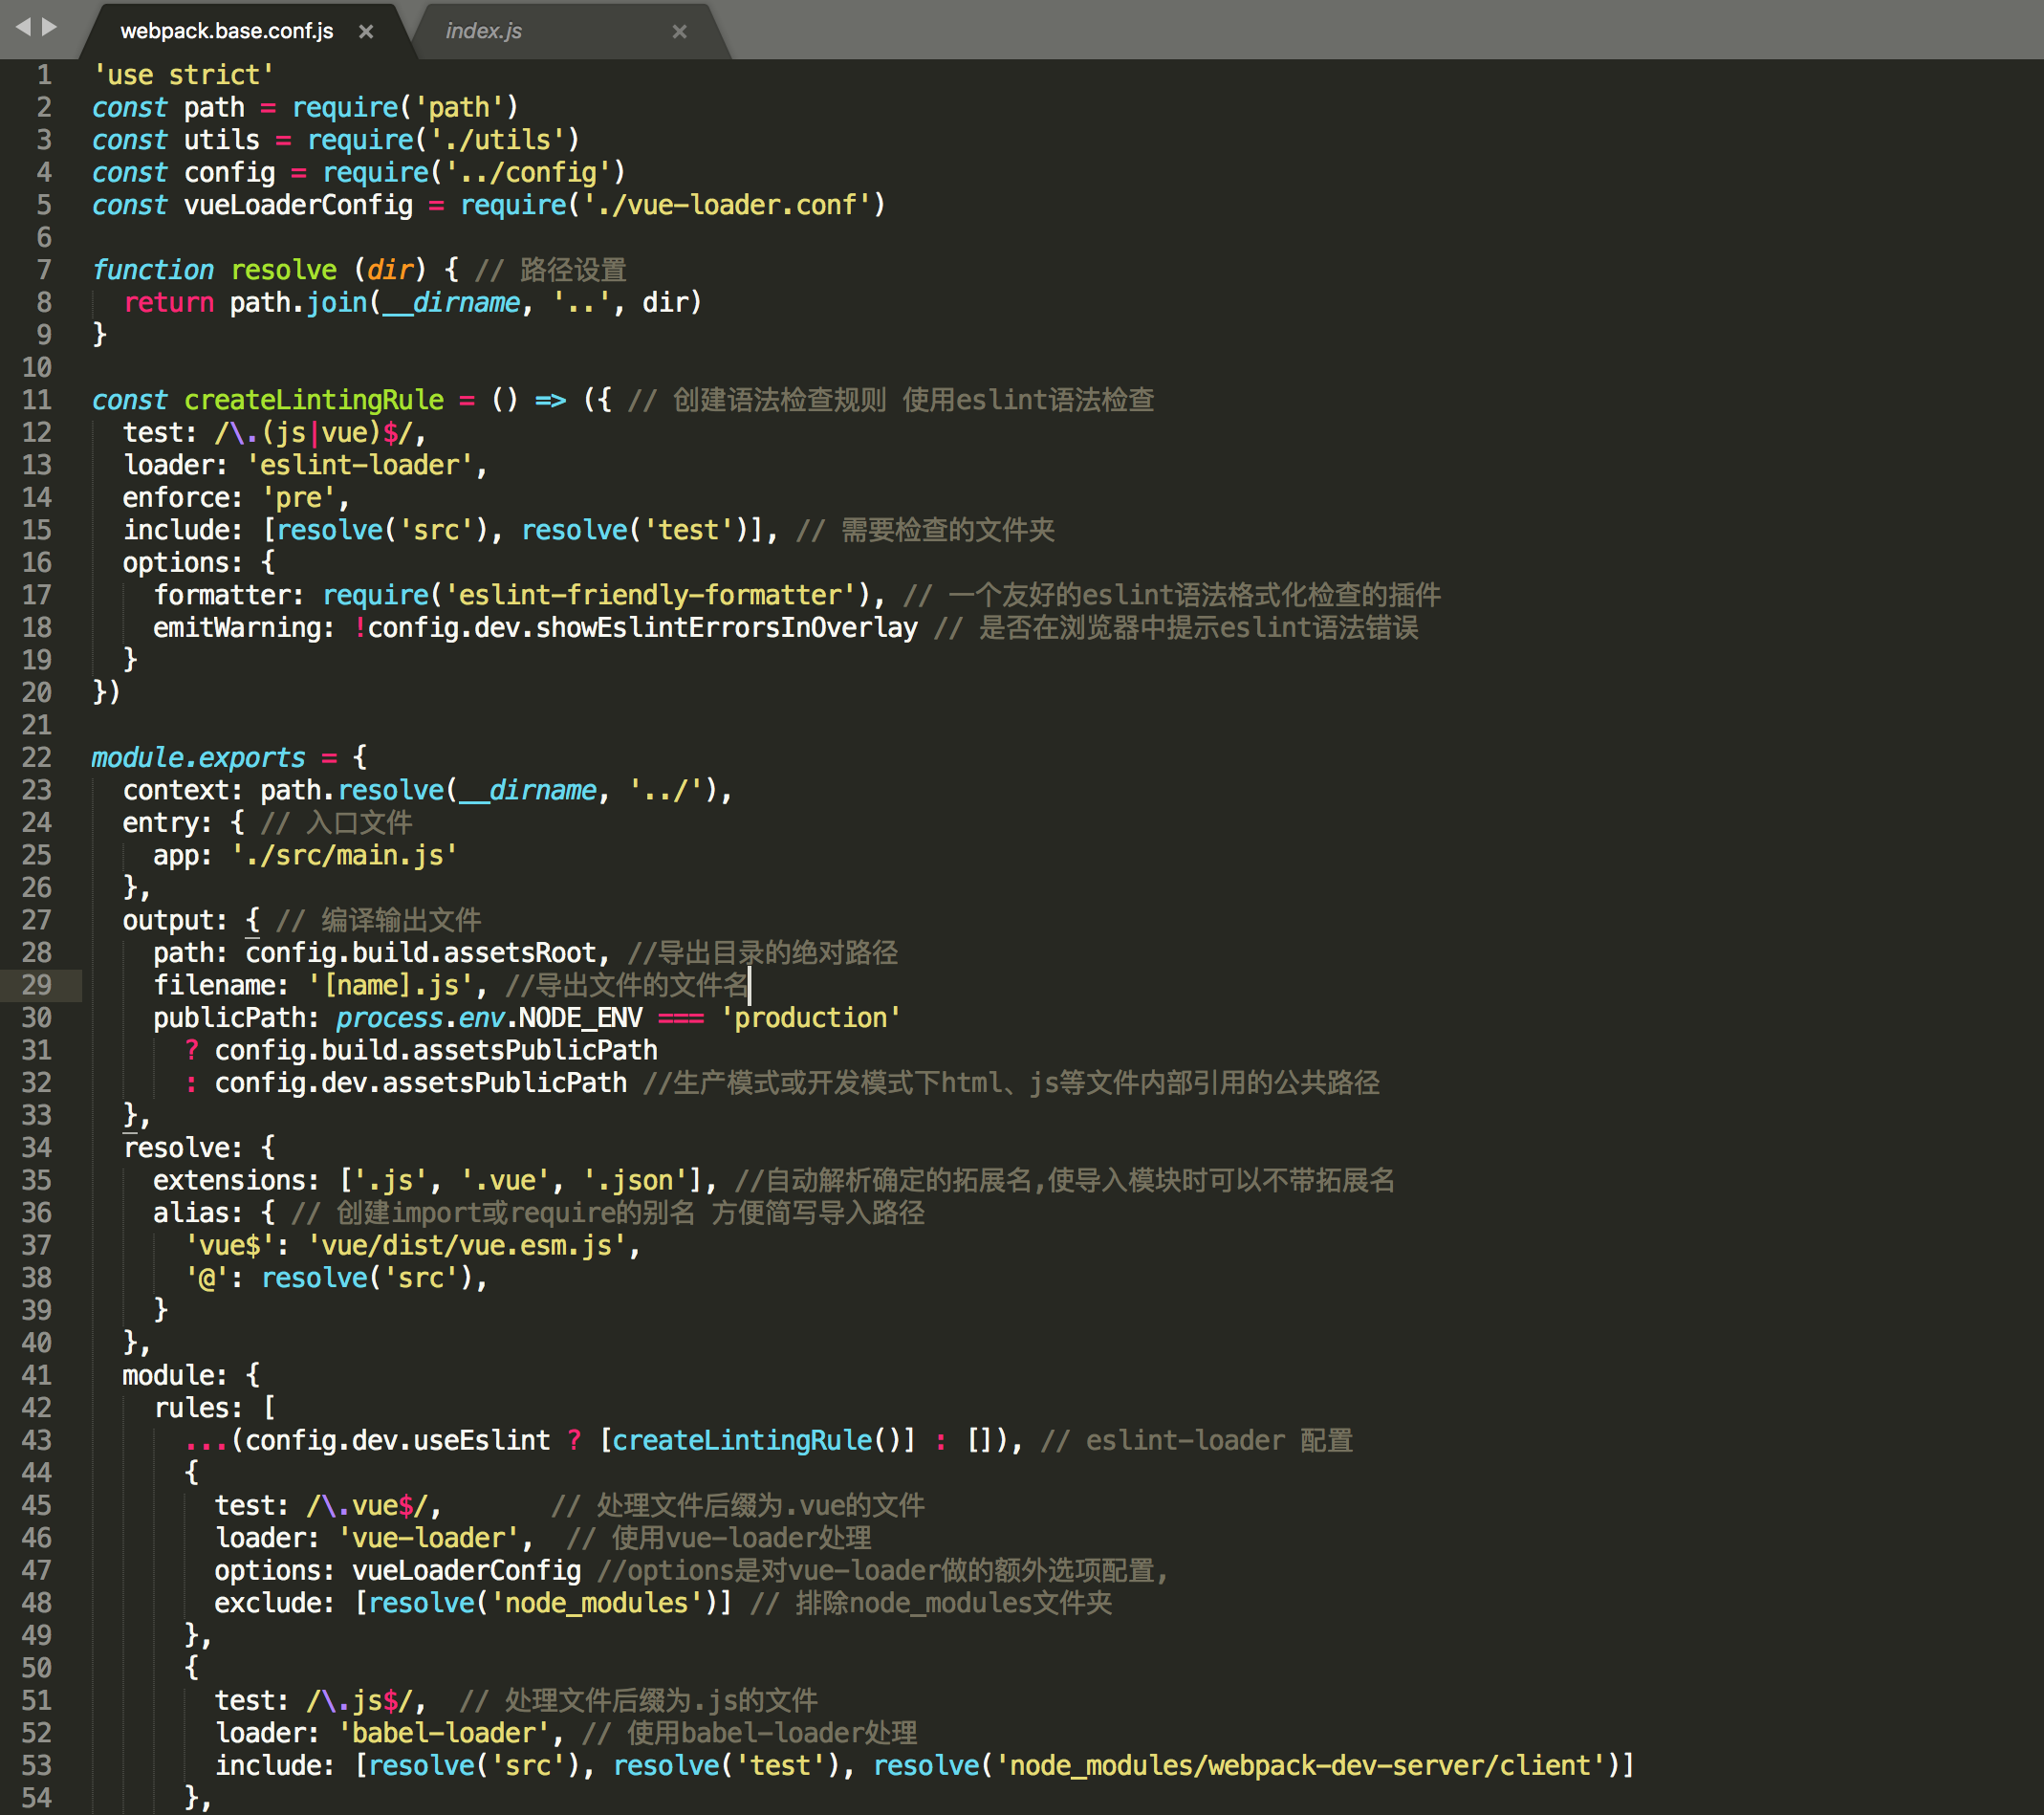 webpack.base.conf.js × index.js ×
1 'use strict'
2 const path = require('path')
3 const utils = require('./utils')
4 const config = require('../config')
5 const vueLoaderConfig = require('./vue-loader.conf')
6
7 function resolve (dir) { // 路径设置
8   return path.join(__dirname, '..', dir)
9 }
10
11 const createLintingRule = () => ({ // 创建语法检查规则 使用eslint语法检查
12   test: /\.(js|vue)$/,
13   loader: 'eslint-loader',
14   enforce: 'pre',
15   include: [resolve('src'), resolve('test')], // 需要检查的文件夹
16   options: {
17     formatter: require('eslint-friendly-formatter'), // 一个友好的eslint语法格式化检查的插件
18     emitWarning: !config.dev.showEslintErrorsInOverlay // 是否在浏览器中提示eslint语法错误
19   }
20 })
21
22 module.exports = {
23   context: path.resolve(__dirname, '../'),
24   entry: { // 入口文件
25     app: './src/main.js'
26   },
27   output: { // 编译输出文件
28     path: config.build.assetsRoot, //导出目录的绝对路径
29     filename: '[name].js', //导出文件的文件名
30     publicPath: process.env.NODE_ENV === 'production'
31       ? config.build.assetsPublicPath
32       : config.dev.assetsPublicPath //生产模式或开发模式下html、js等文件内部引用的公共路径
33   },
34   resolve: {
35     extensions: ['.js', '.vue', '.json'], //自动解析确定的拓展名,使导入模块时可以不带拓展名
36     alias: { // 创建import或require的别名 方便简写导入路径
37       'vue$': 'vue/dist/vue.esm.js',
38       '@': resolve('src'),
39     }
40   },
41   module: {
42     rules: [
43       ...(config.dev.useEslint ? [createLintingRule()] : []), // eslint-loader 配置
44       {
45         test: /\.vue$/,       // 处理文件后缀为.vue的文件
46         loader: 'vue-loader',  // 使用vue-loader处理
47         options: vueLoaderConfig //options是对vue-loader做的额外选项配置,
48         exclude: [resolve('node_modules')] // 排除node_modules文件夹
49       },
50       {
51         test: /\.js$/,  // 处理文件后缀为.js的文件
52         loader: 'babel-loader', // 使用babel-loader处理
53         include: [resolve('src'), resolve('test'), resolve('node_modules/webpack-dev-server/client')]
54       },